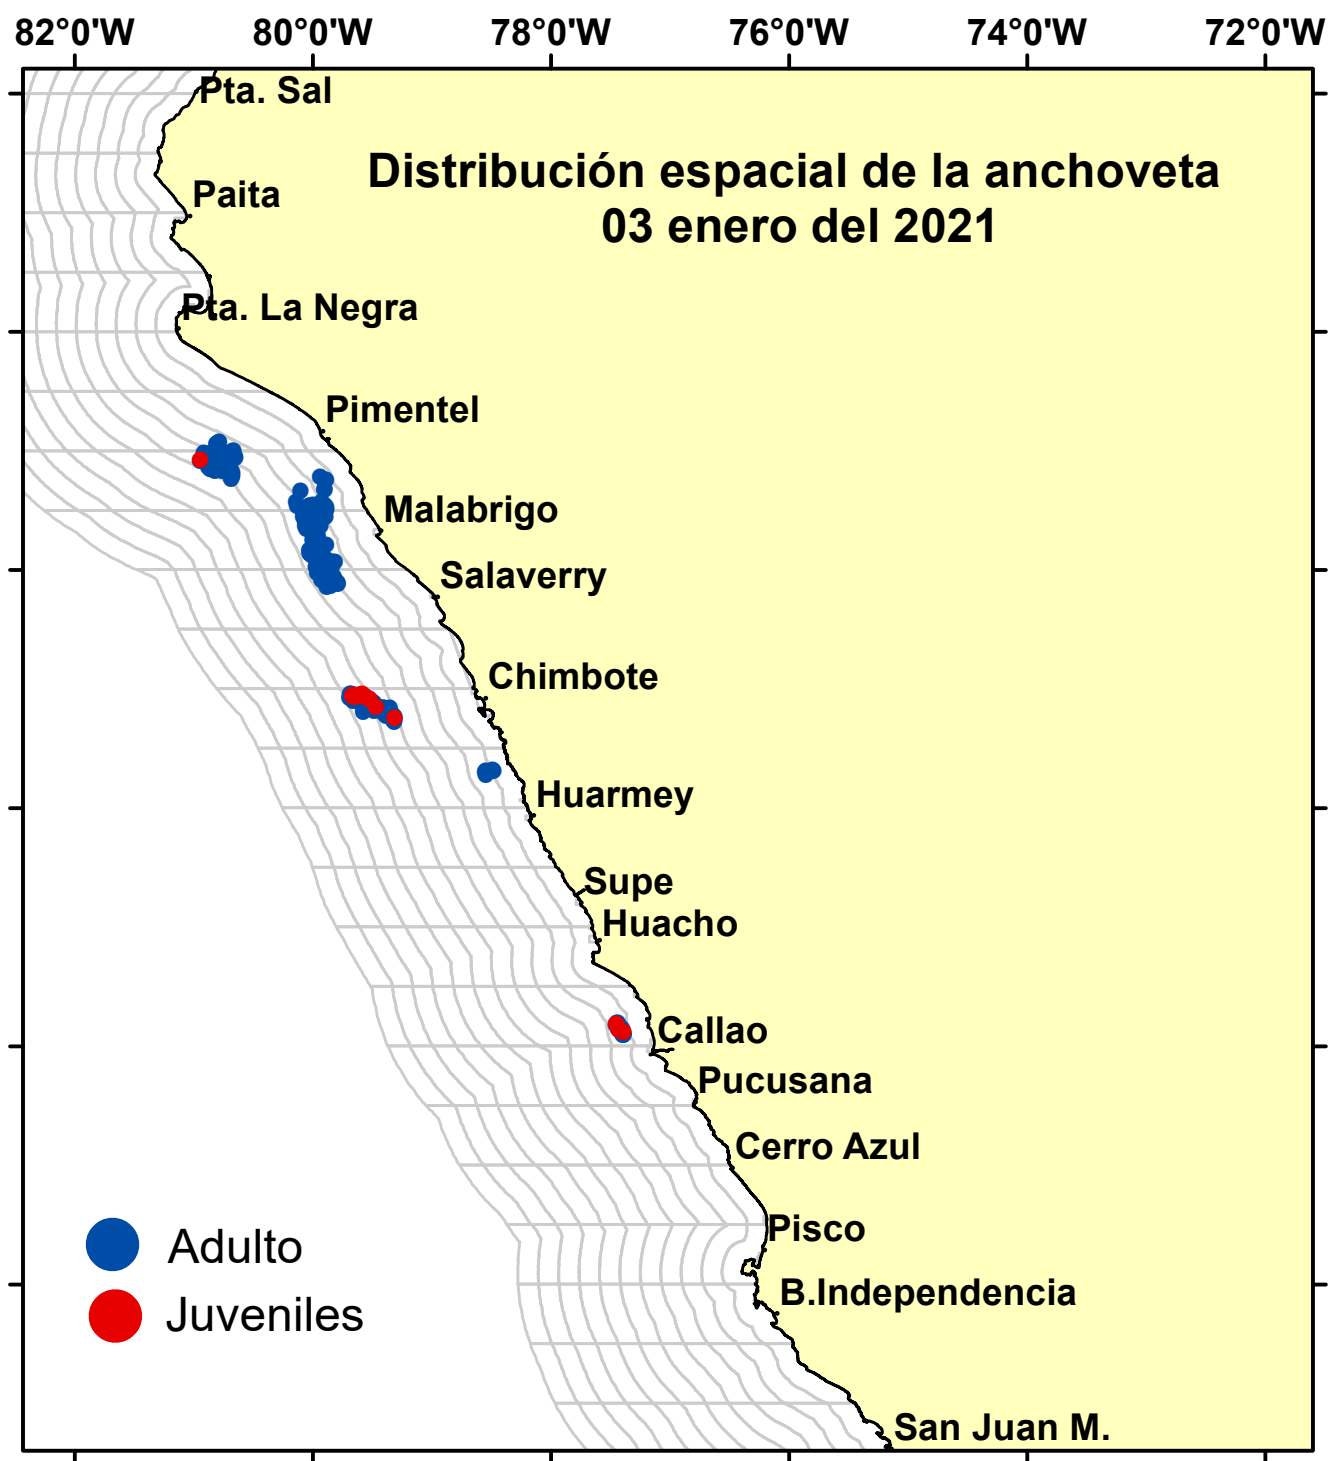 82°0'W 80°0'W 78°0'W 76°0'W 74°0'W 72°0'W
Pta. Sal
Distribución espacial de la anchoveta
03 enero del 2021
Paita
Pta. La Negra
Pimentel
Malabrigo
Salaverry
Chimbote
Huarmey
Supe
Huacho
Callao
Pucusana
Cerro Azul
Pisco
B.Independencia
San Juan M.
Adulto
Juveniles